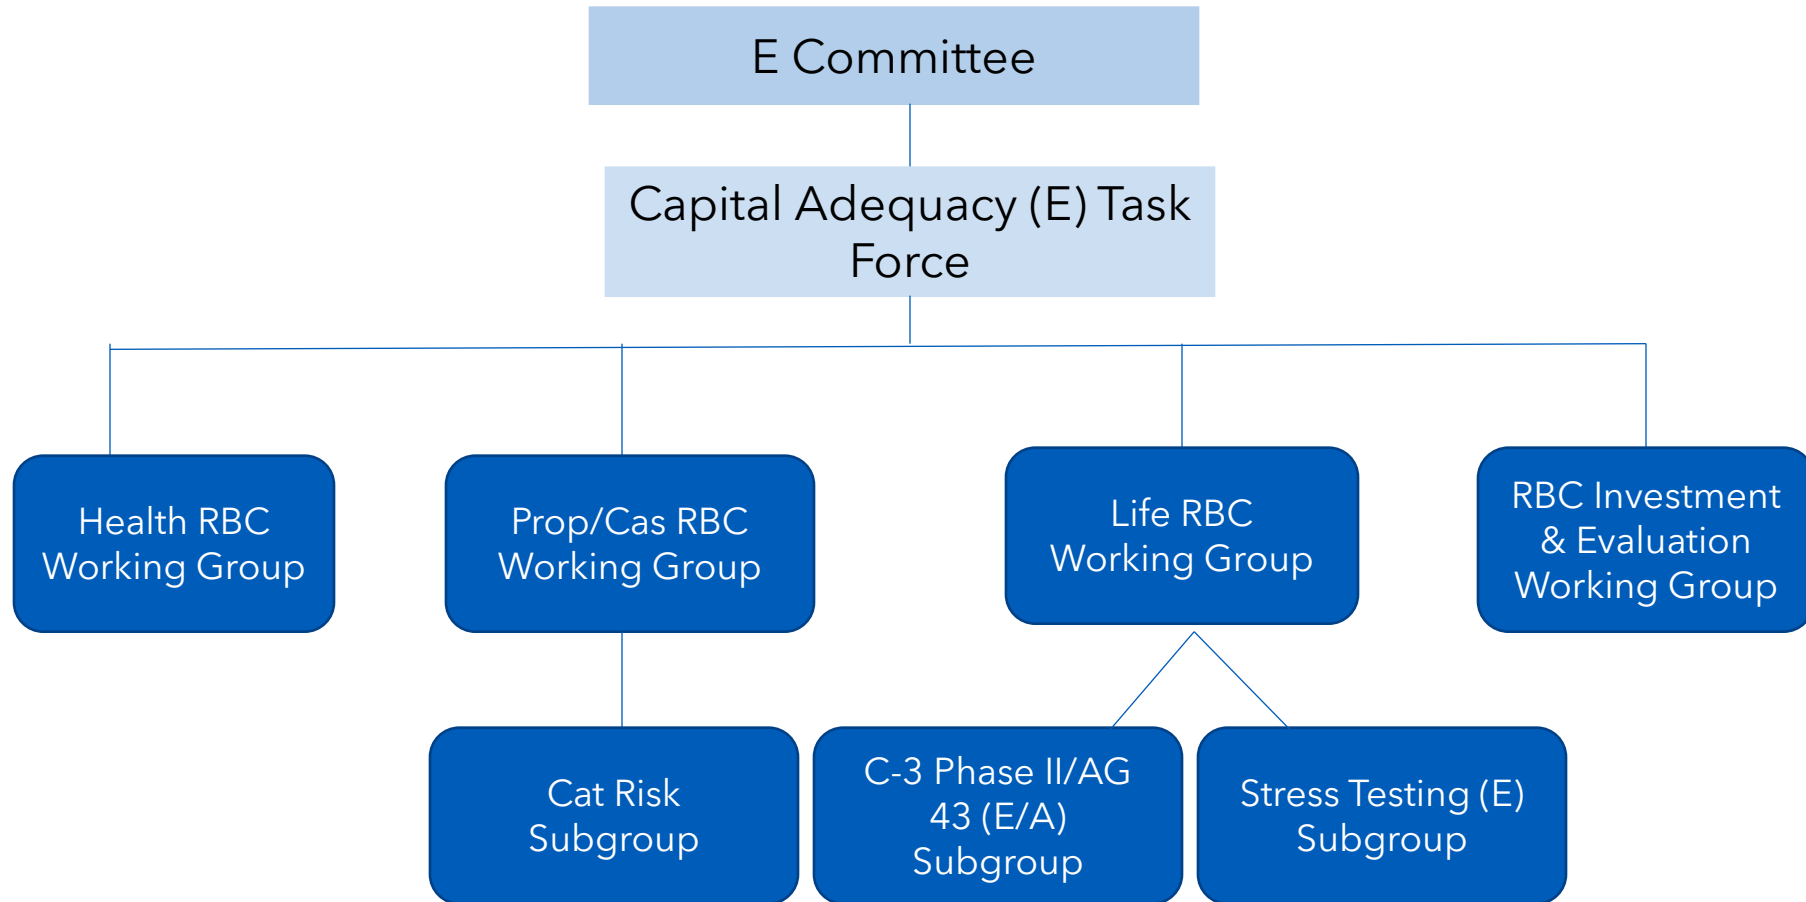 E Committee
Capital Adequacy (E) Task
Force
Health RBC
Working Group
Prop/Cas RBC
Working Group
Life RBC
Working Group
RBC Investment
& Evaluation
Working Group
Cat Risk
Subgroup
C-3 Phase II/AG
43 (E/A)
Subgroup
Stress Testing (E)
Subgroup